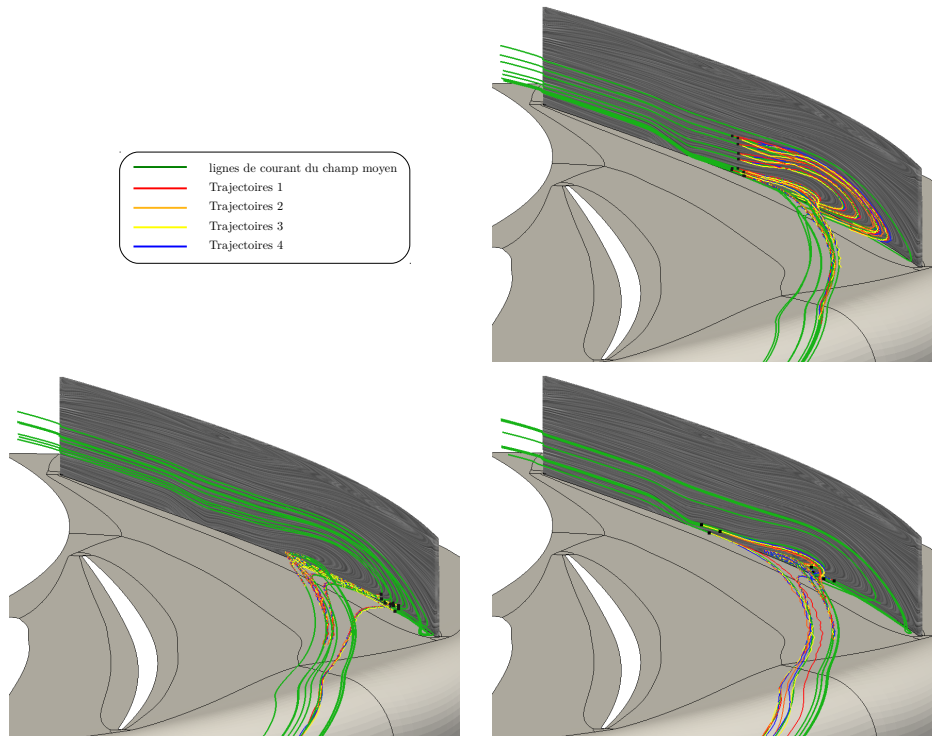 lignes de courant du champ moyen
Trajectoires 1
Trajectoires 2
Trajectoires 3
Trajectoires 4